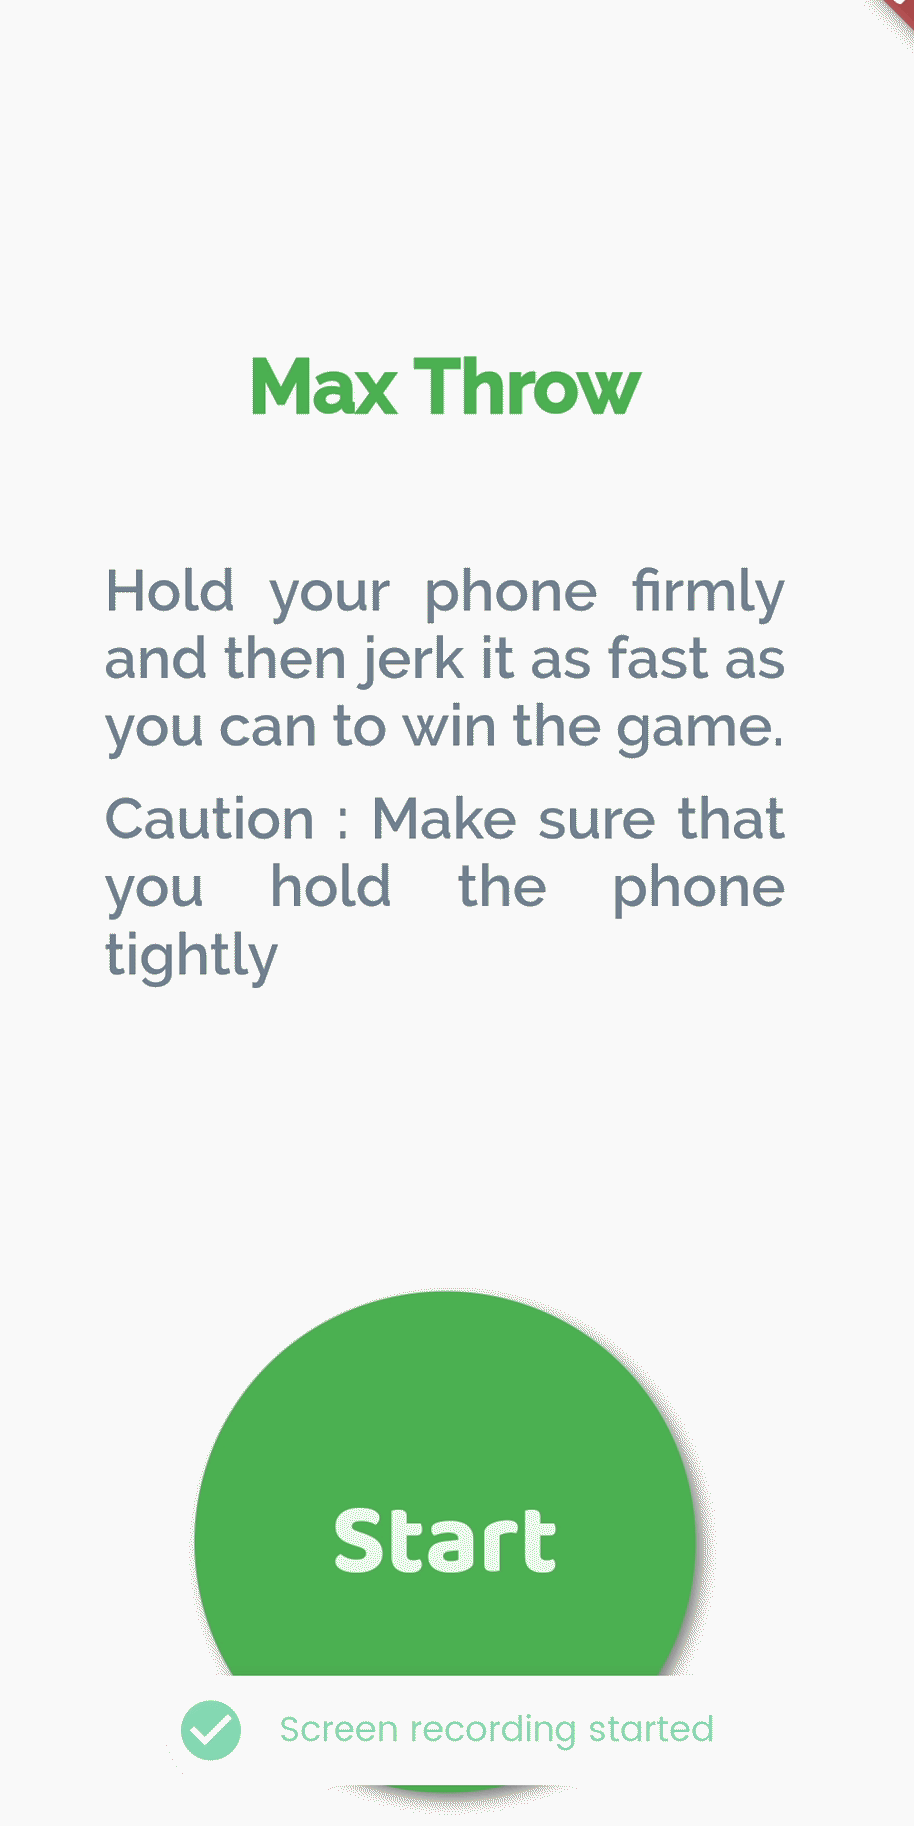 Max Throw
Hold your phone firmly
and then jerk it as fast as
you can to win the game.
Caution : Make sure that
you hold the phone
tightly
Start
Screen recording started